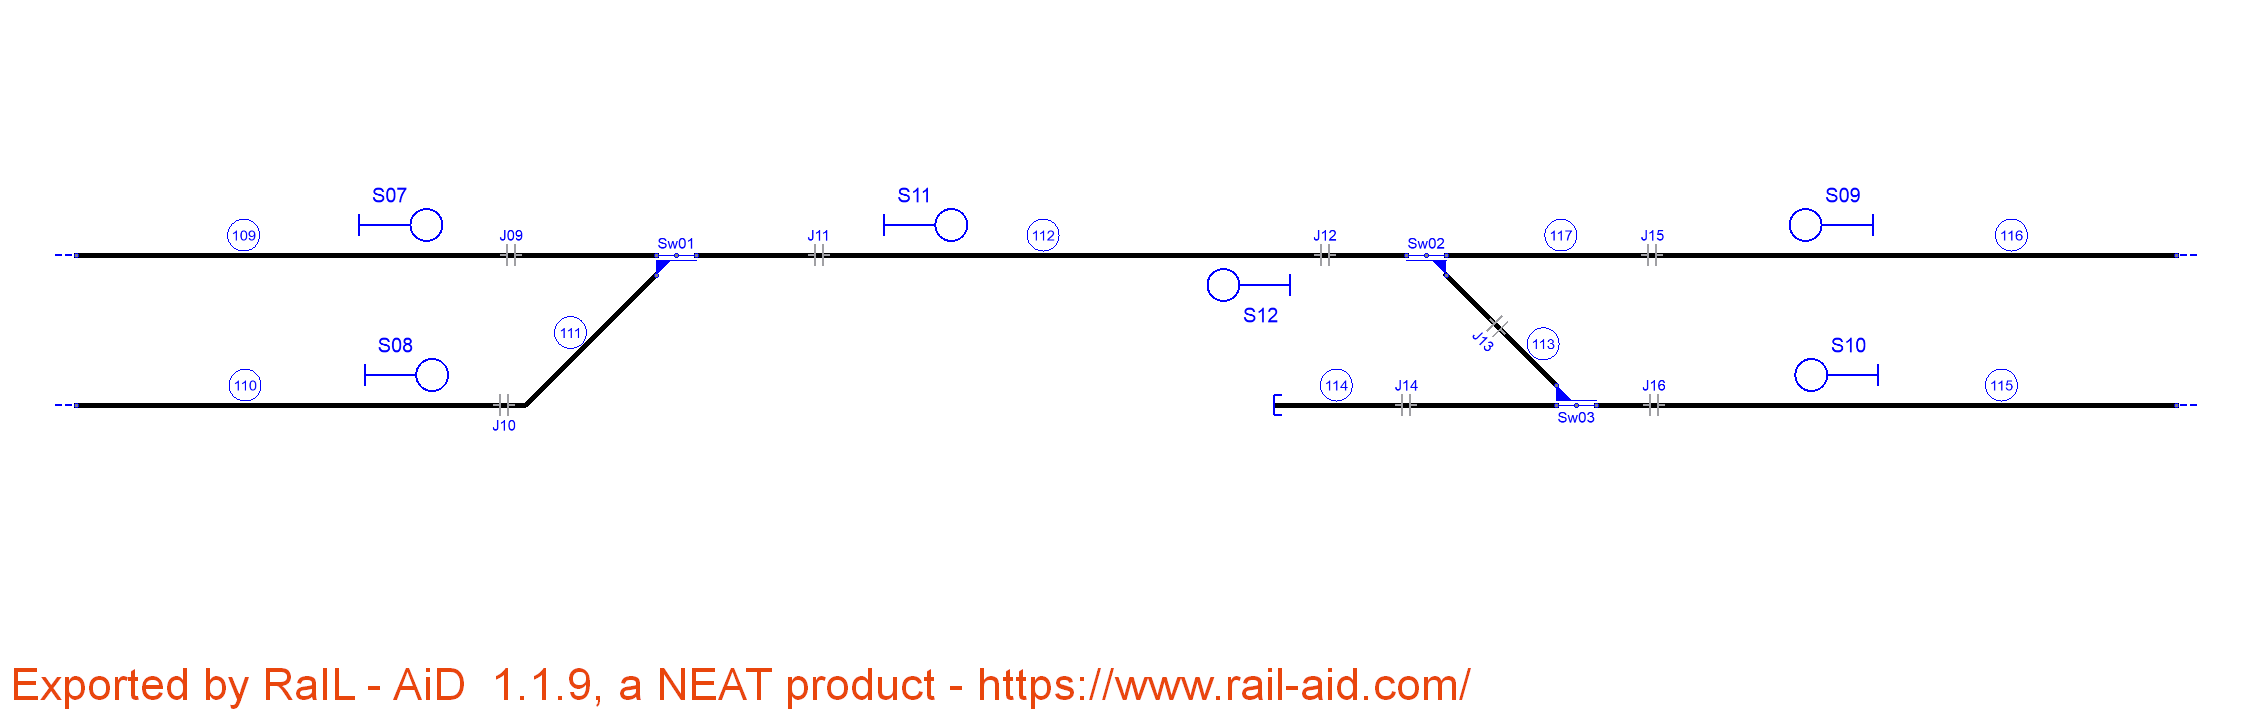 S07
S11
S09
109
J09
Sw01
J11
112
J12
Sw02
117
J15
116
S12
111
J13
113
S08
S10
110
J10
114
J14
Sw03
J16
115
Exported by RaIL - AiD  1.1.9, a NEAT product - https://www.rail-aid.com/